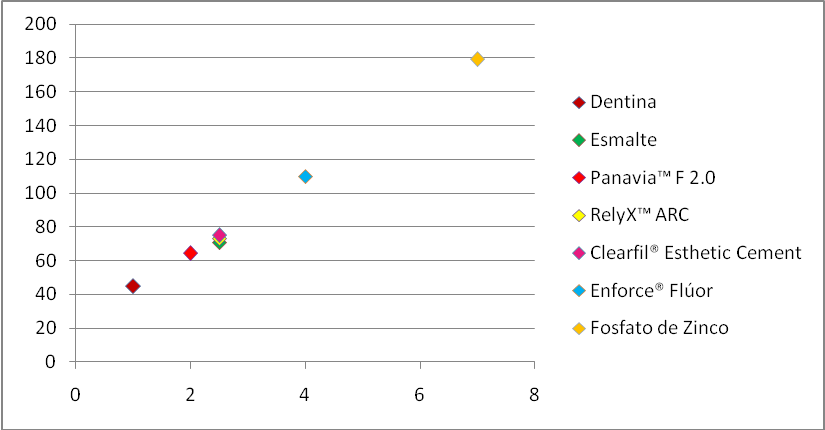 200
180
160
140
120
100
80
60
40
20
0
0 2 4 6 8
Dentina
Esmalte
Panavia™ F 2.0
RelyX™ ARC
Clearfil® Esthetic Cement
Enforce® Flúor
Fosfato de Zinco